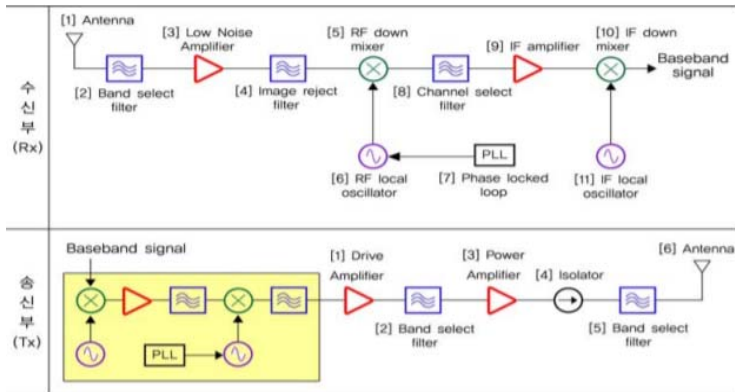 [1] Antenna
[3] Low Noise
Amplifier
[5] RF down
mixer
[9] IF amplifier
[10] IF down
mixer
Baseband
signal
[2] Band select
filter
[4] Image reject
filter
[8] Channel select
filter
수
신
부
(Rx)
PLL
[6] RF local
oscillator
[7] Phase locked
loop
[11] IF local
oscillator
Baseband signal
[1] Drive
Amplifier
[3] Power
Amplifier
[4] Isolator
[6] Antenna
송
신
부
(Tx)
[2] Band select
filter
[5] Band select
filter
PLL